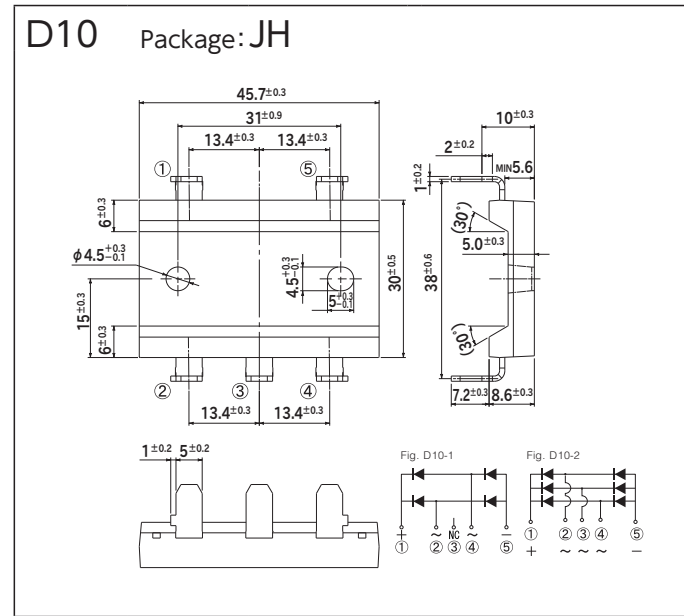 D10 Package: JH
45.7±0.3
31±0.9
13.4±0.3 13.4±0.3
① ⑤
6±0.3
φ4.5 +0.3 -0.1
4.5 +0.3 -0.1
5 +0.3 -0.1
15±0.3
6±0.3
30±0.5
② ③ ④
13.4±0.3 13.4±0.3
10±0.3
2±0.2
MIN 5.6
1±0.2
(30°)
5.0±0.3
38±0.6
(30°)
7.2±0.3 8.6±0.3
1±0.2 5±0.2
Fig. D10-1
+ ~ NC ~ −
① ② ③ ④ ⑤
Fig. D10-2
① ② ③ ④ ⑤
+ ~ ~ ~ −